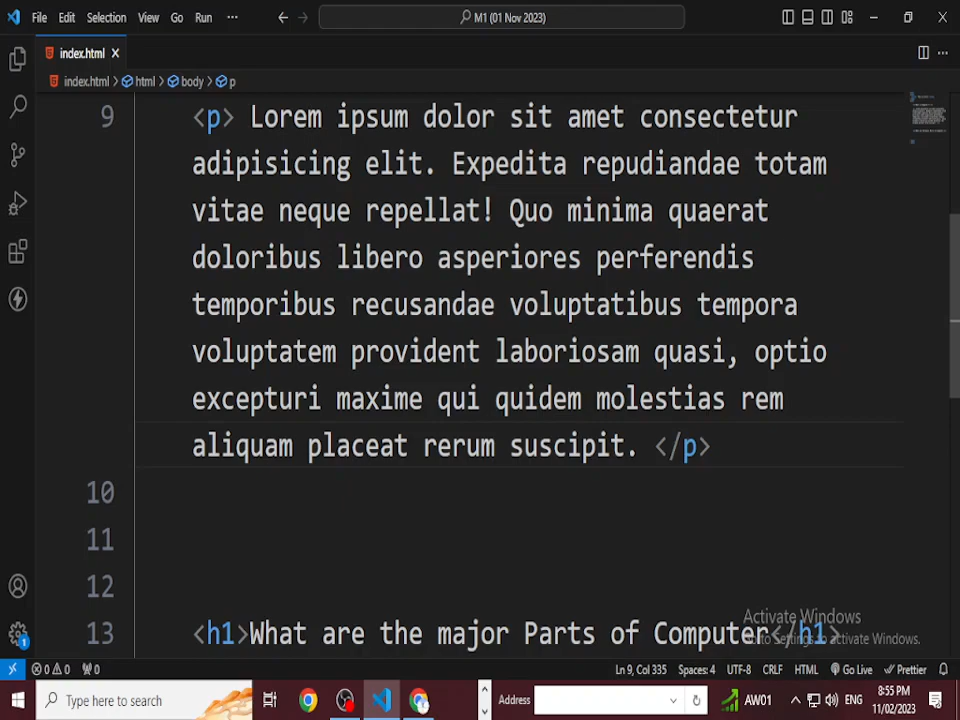 File Edit Selection View Go Run ··· M1 (01 Nov 2023)
index.html
index.html > html > body > p
9 <p> Lorem ipsum dolor sit amet consectetur
adipisicing elit. Expedita repudiandae totam
vitae neque repellat! Quo minima quaerat
doloribus libero asperiores perferendis
temporibus recusandae voluptatibus tempora
voluptatem provident laboriosam quasi, optio
excepturi maxime qui quidem molestias rem
aliquam placeat rerum suscipit. </p>
10
11
12
13 <h1>What are the major Parts of Computer</h1>
Activate Windows
Go to Settings to activate Windows.
1
0 0 0 Ln 9, Col 335 Spaces: 4 UTF-8 CRLF HTML Go Live Prettier
Type here to search Address AW01 ENG 8:55 PM
11/02/2023